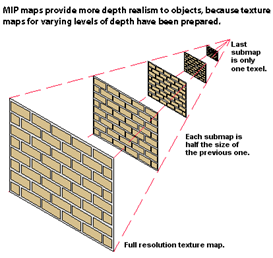 MIP maps provide more depth realism to objects, because texture
maps for varying levels of depth have been prepared.
Last
submap
is only
one texel.
Each submap is
half the size of
the previous one.
Full resolution texture map.